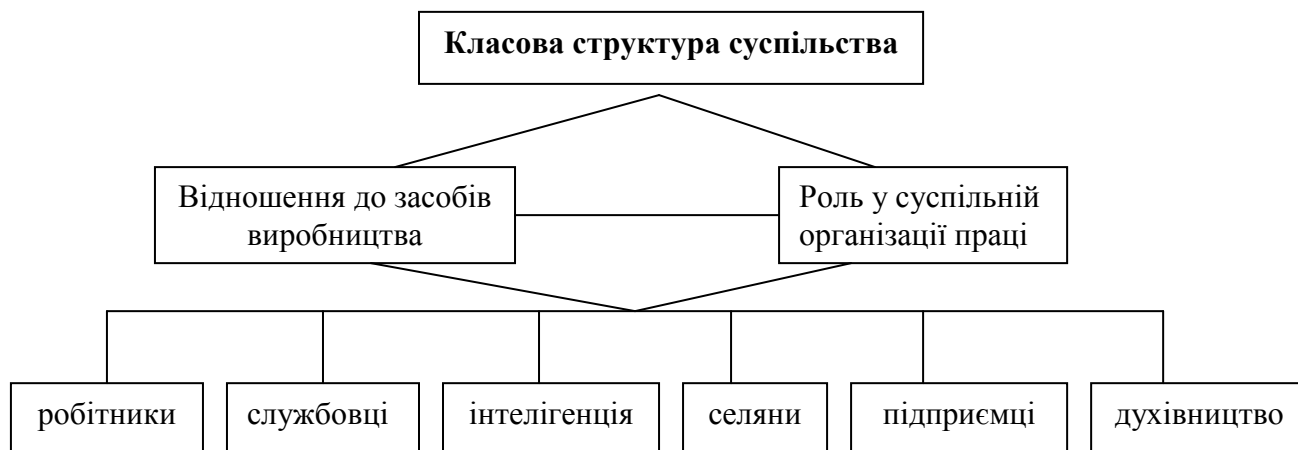 Класова структура суспільства
Відношення до засобів
виробництва
Роль у суспільній
організації праці
робітники
службовці
інтелігенція
селяни
підприємці
духівництво